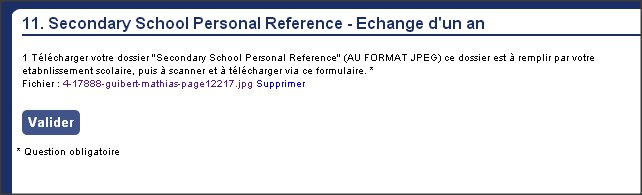 11. Secondary School Personal Reference - Echange d'un an
1 Télécharger votre dossier "Secondary School Personal Reference" (AU FORMAT JPEG) ce dossier est à remplir par votre
etabnlissement scolaire, puis à scanner et à télécharger via ce formulaire. *
Fichier : 4-17888-guibert-mathias-page12217.jpg Supprimer
Valider
* Question obligatoire